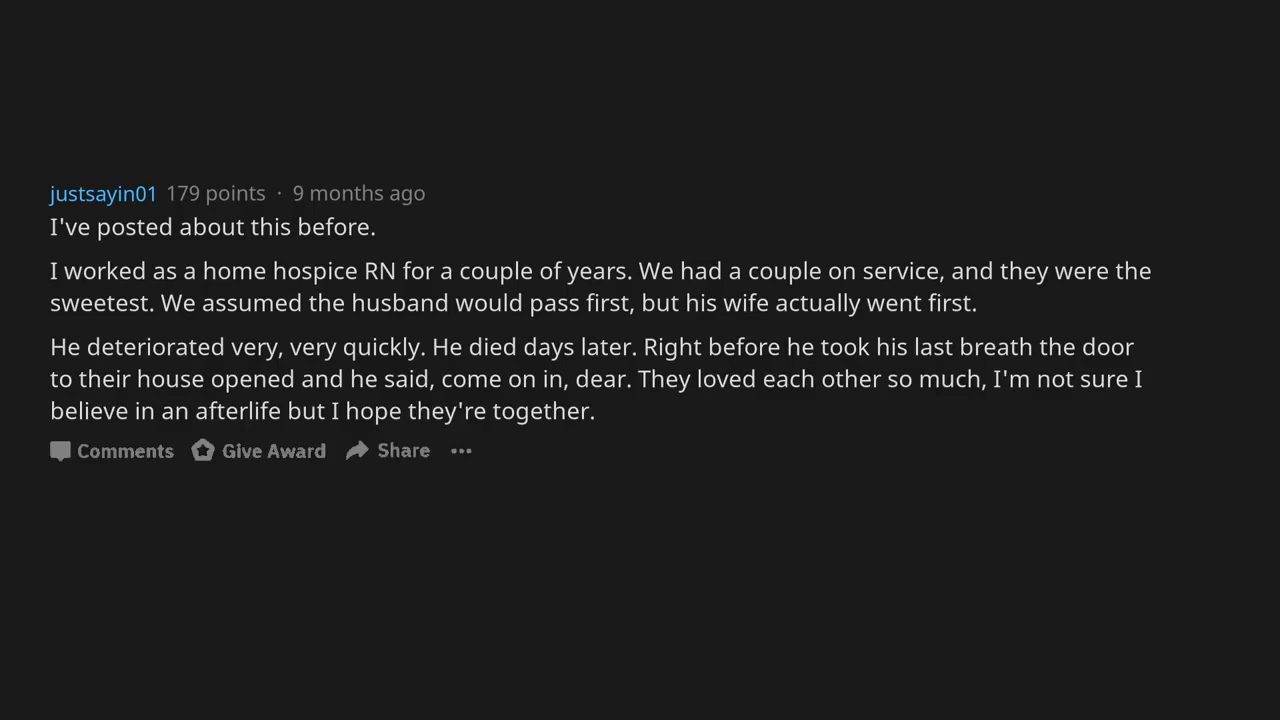 justsayin01 179 points · 9 months ago
I've posted about this before.
I worked as a home hospice RN for a couple of years. We had a couple on service, and they were the
sweetest. We assumed the husband would pass first, but his wife actually went first.
He deteriorated very, very quickly. He died days later. Right before he took his last breath the door
to their house opened and he said, come on in, dear. They loved each other so much, I'm not sure I
believe in an afterlife but I hope they're together.
Comments Give Award Share